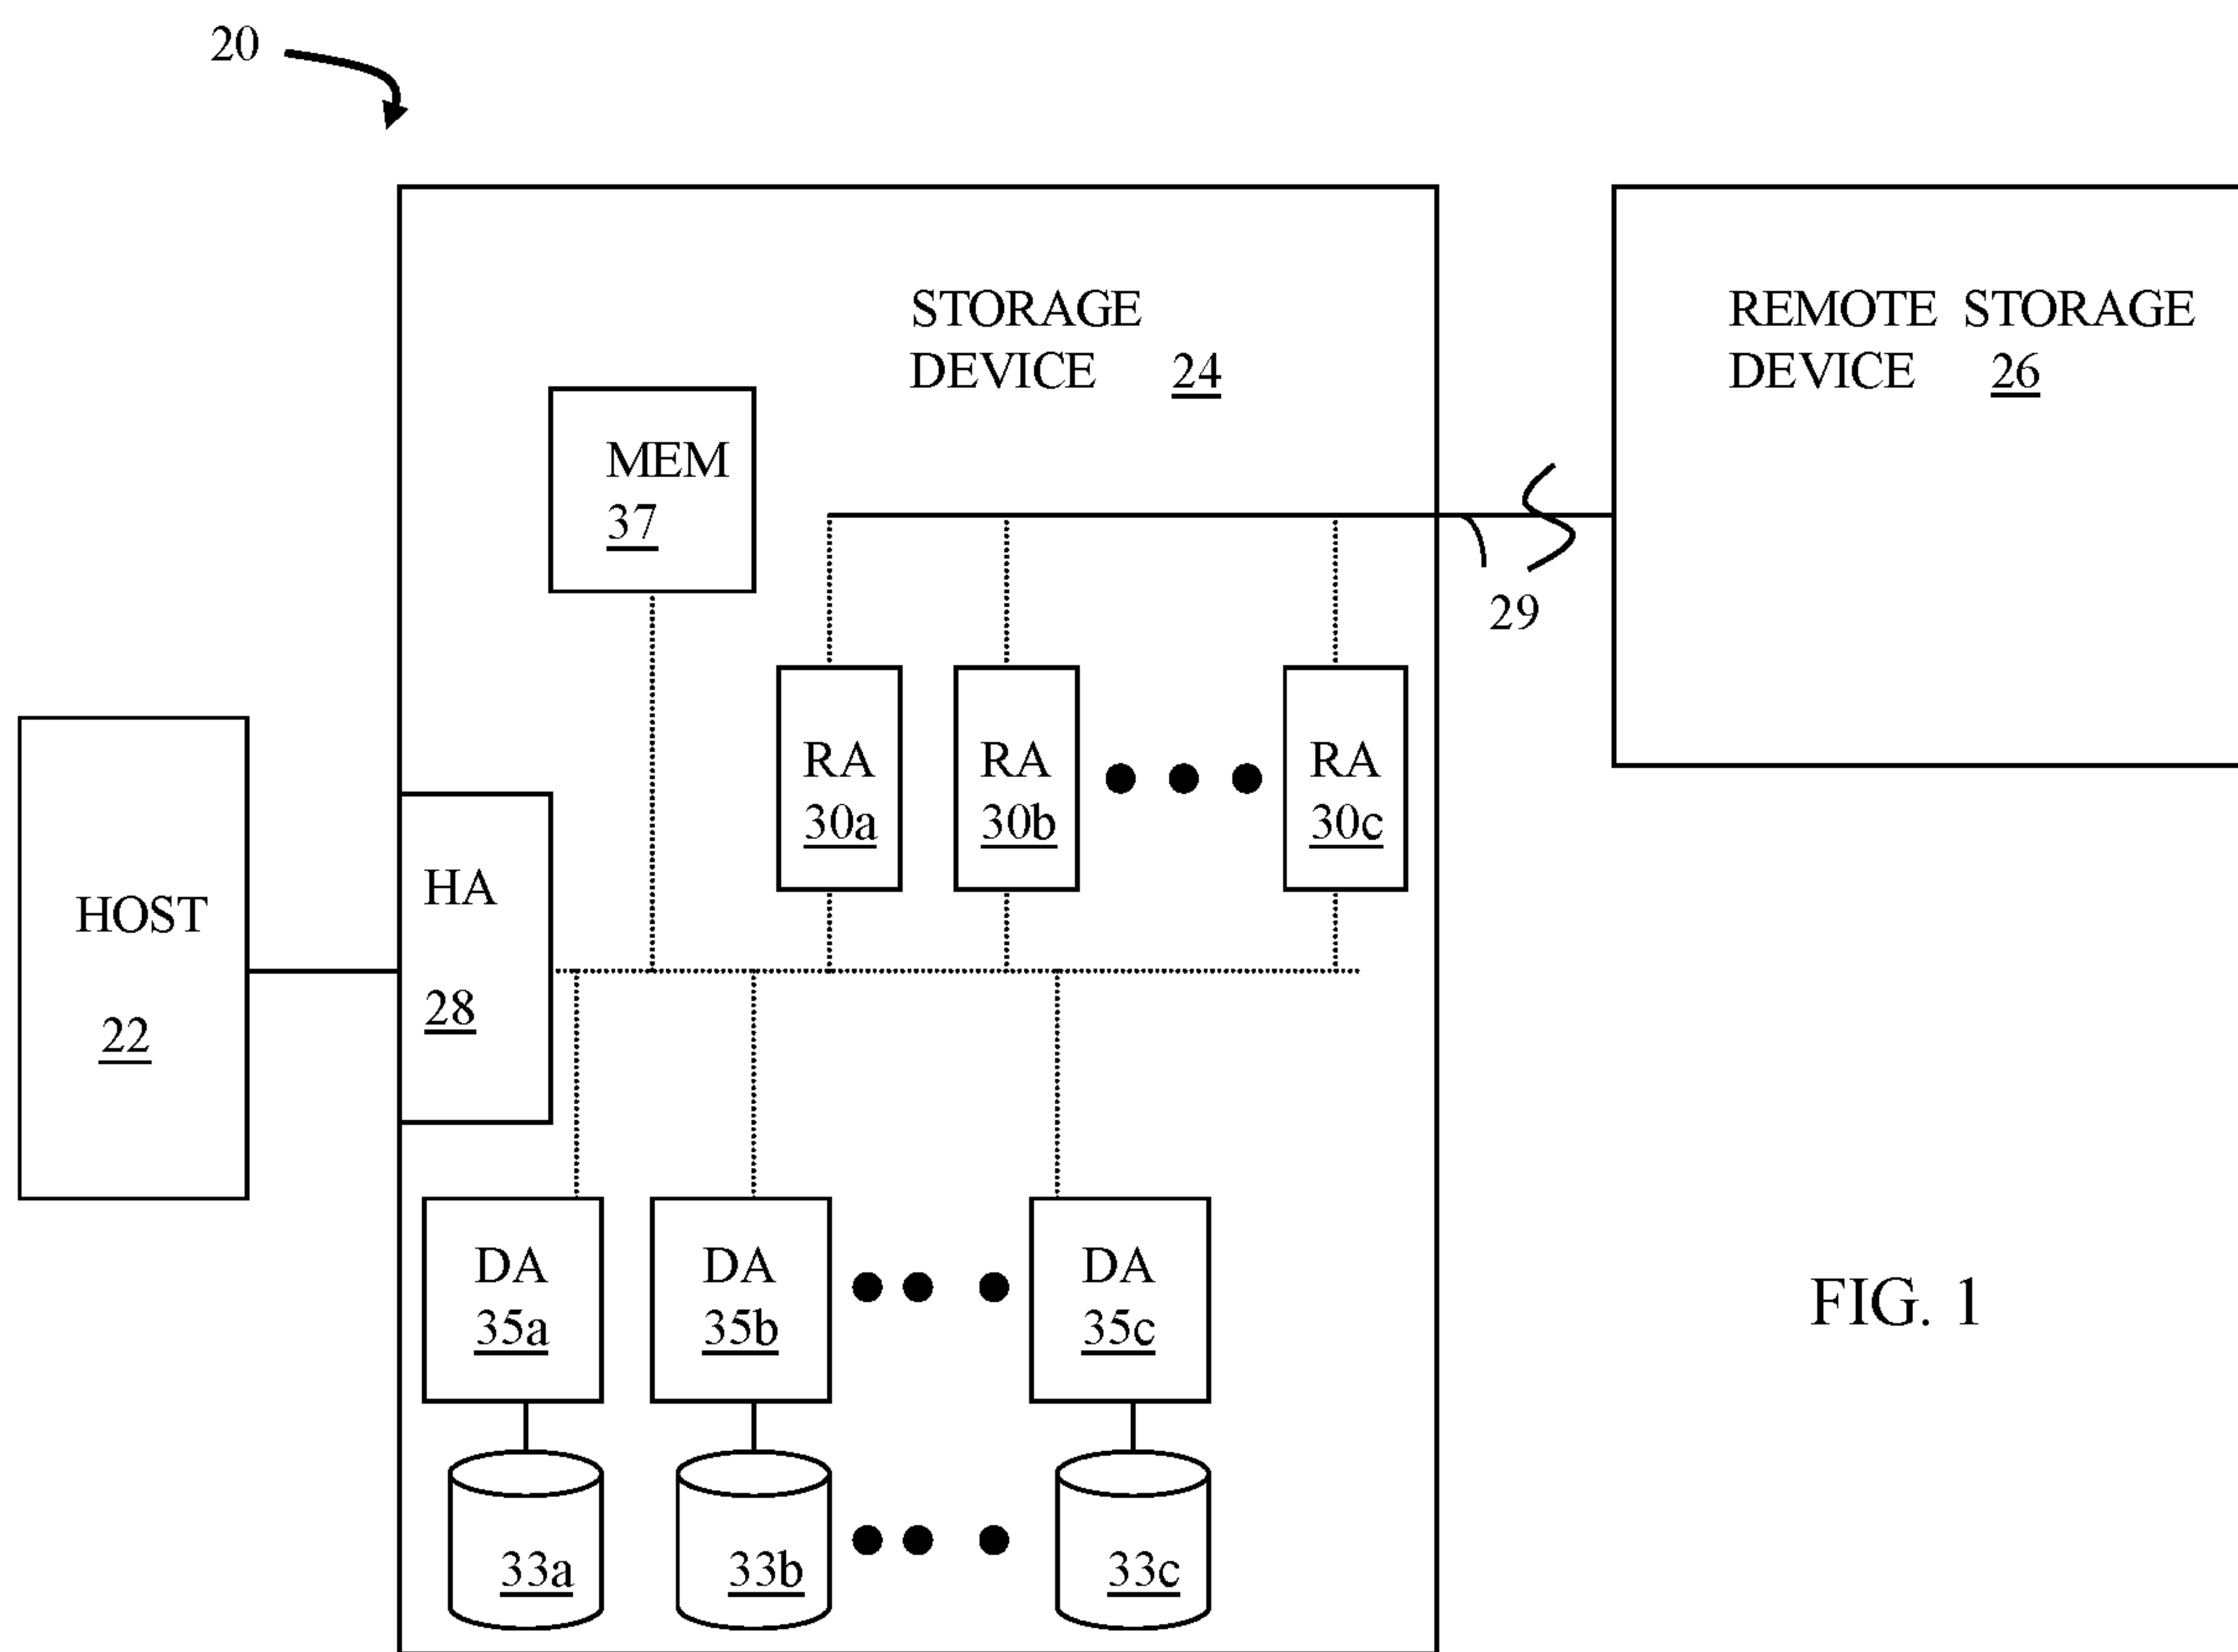 20
STORAGE
DEVICE 24
REMOTE STORAGE
DEVICE 26
MEM
37
29
RA
30a
RA
30b
RA
30c
HOST
22
HA
28
DA
35a
DA
35b
DA
35c
33a
33b
33c
FIG. 1